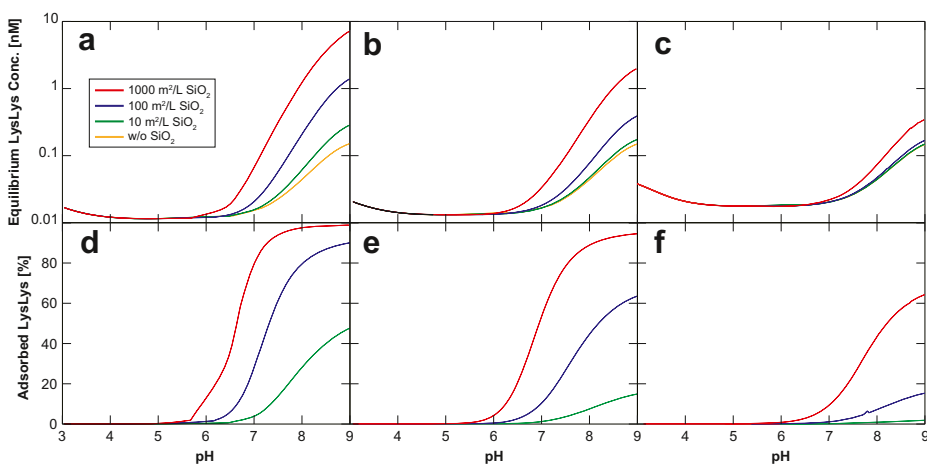 Equilibrium LysLys Conc. [nM]
10
1
0.1
0.01
a
b
c
1000 m²/L SiO₂
100 m²/L SiO₂
10 m²/L SiO₂
w/o SiO₂
Adsorbed LysLys [%]
80
60
40
20
0
d
e
f
3 4 5 6 7 8 9 4 5 6 7 8 9 4 5 6 7 8 9
pH pH pH